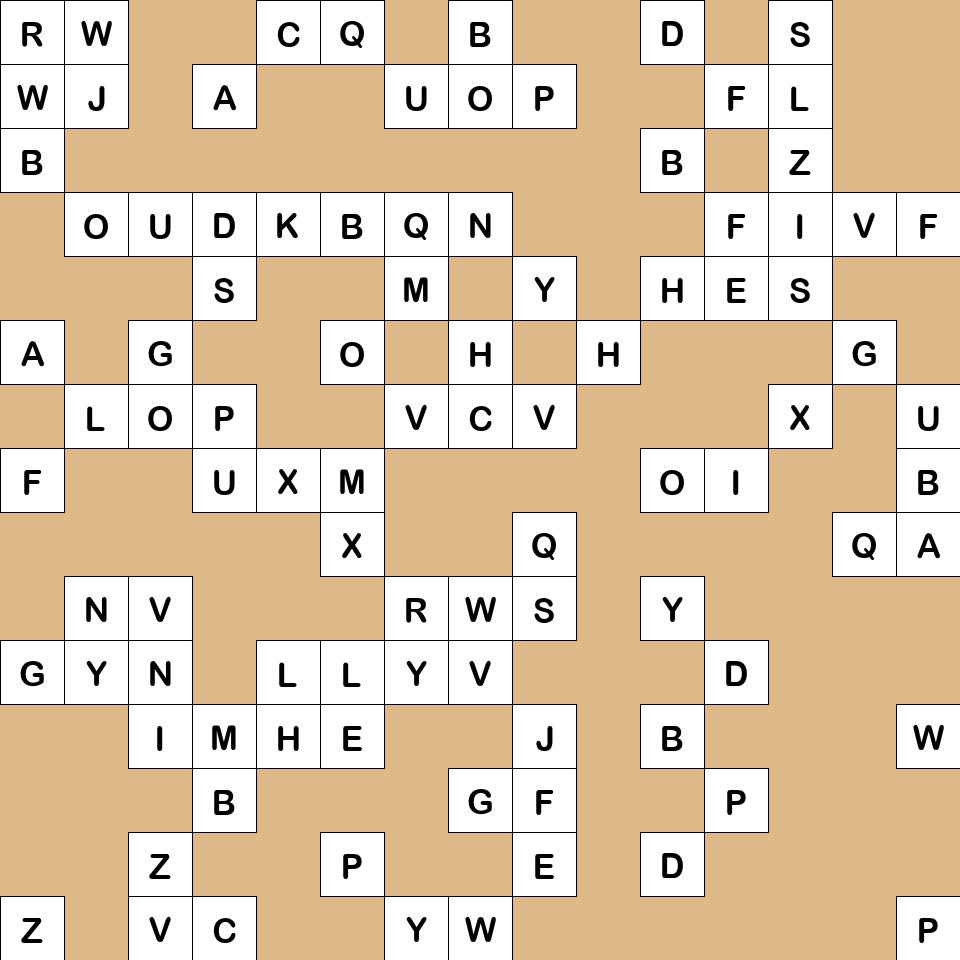 R W C Q B D S
W J A U O P F L
B B Z
O U D K B Q N F I V F
S M Y H E S
A G O H H G
L O P V C V X U
F U X M O I B
X Q Q A
N V R W S Y
G Y N L L Y V D
I M H E J B W
B G F P
Z P E D
Z V C Y W P